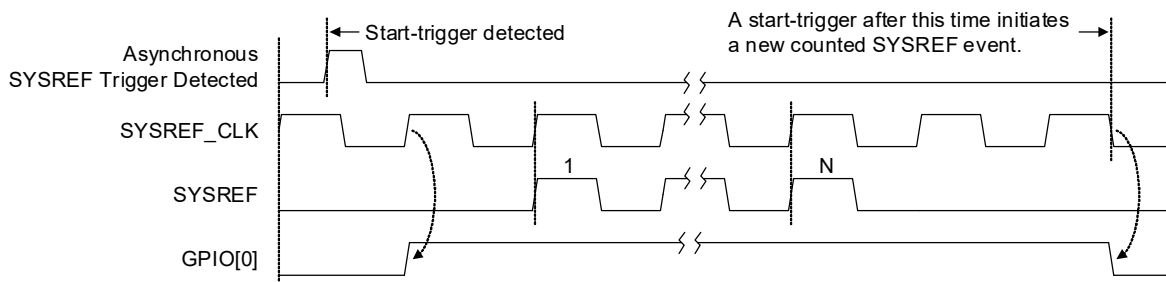 Start-trigger detected
A start-trigger after this time initiates
a new counted SYSREF event.
Asynchronous
SYSREF Trigger Detected
SYSREF_CLK
1
N
SYSREF
GPIO[0]